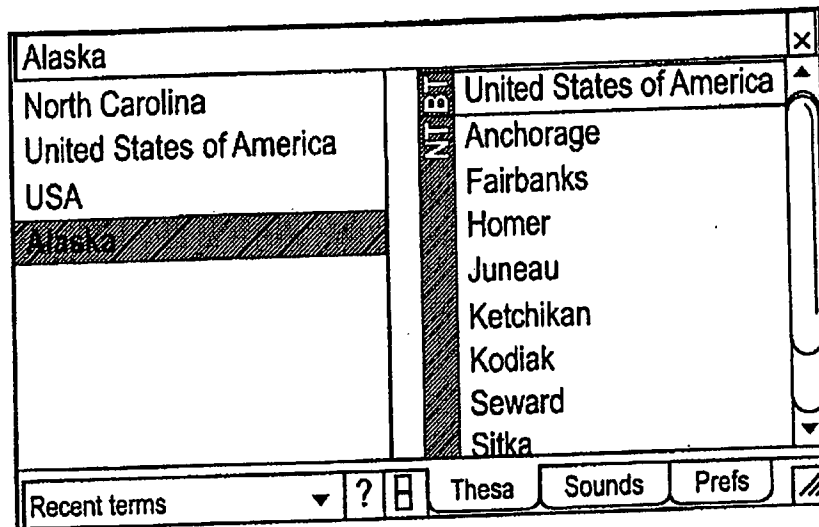 Alaska
North Carolina
United States of America
USA
Alaska
BT
United States of America
NT
Anchorage
Fairbanks
Homer
Juneau
Ketchikan
Kodiak
Seward
Sitka
Recent terms
?
Thesa
Sounds
Prefs